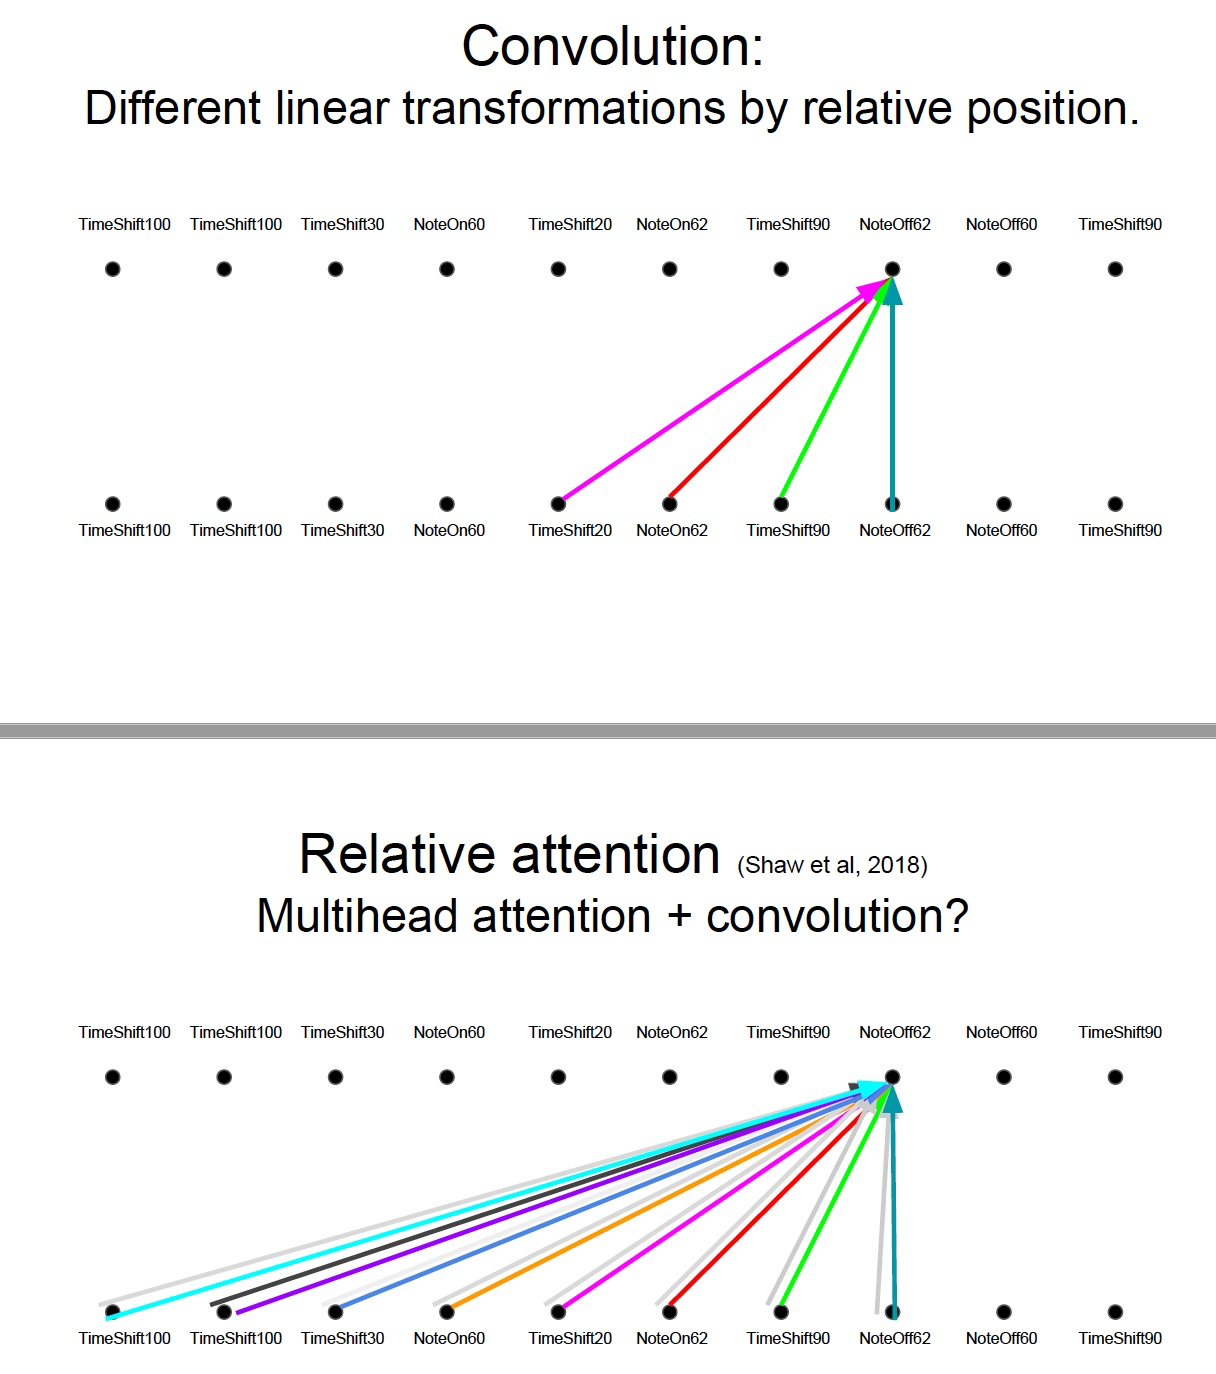 Convolution:
Different linear transformations by relative position.
TimeShift100 TimeShift100 TimeShift30 NoteOn60 TimeShift20 NoteOn62 TimeShift90 NoteOff62 NoteOff60 TimeShift90
TimeShift100 TimeShift100 TimeShift30 NoteOn60 TimeShift20 NoteOn62 TimeShift90 NoteOff62 NoteOff60 TimeShift90
Relative attention (Shaw et al, 2018)
Multihead attention + convolution?
TimeShift100 TimeShift100 TimeShift30 NoteOn60 TimeShift20 NoteOn62 TimeShift90 NoteOff62 NoteOff60 TimeShift90
TimeShift100 TimeShift100 TimeShift30 NoteOn60 TimeShift20 NoteOn62 TimeShift90 NoteOff62 NoteOff60 TimeShift90